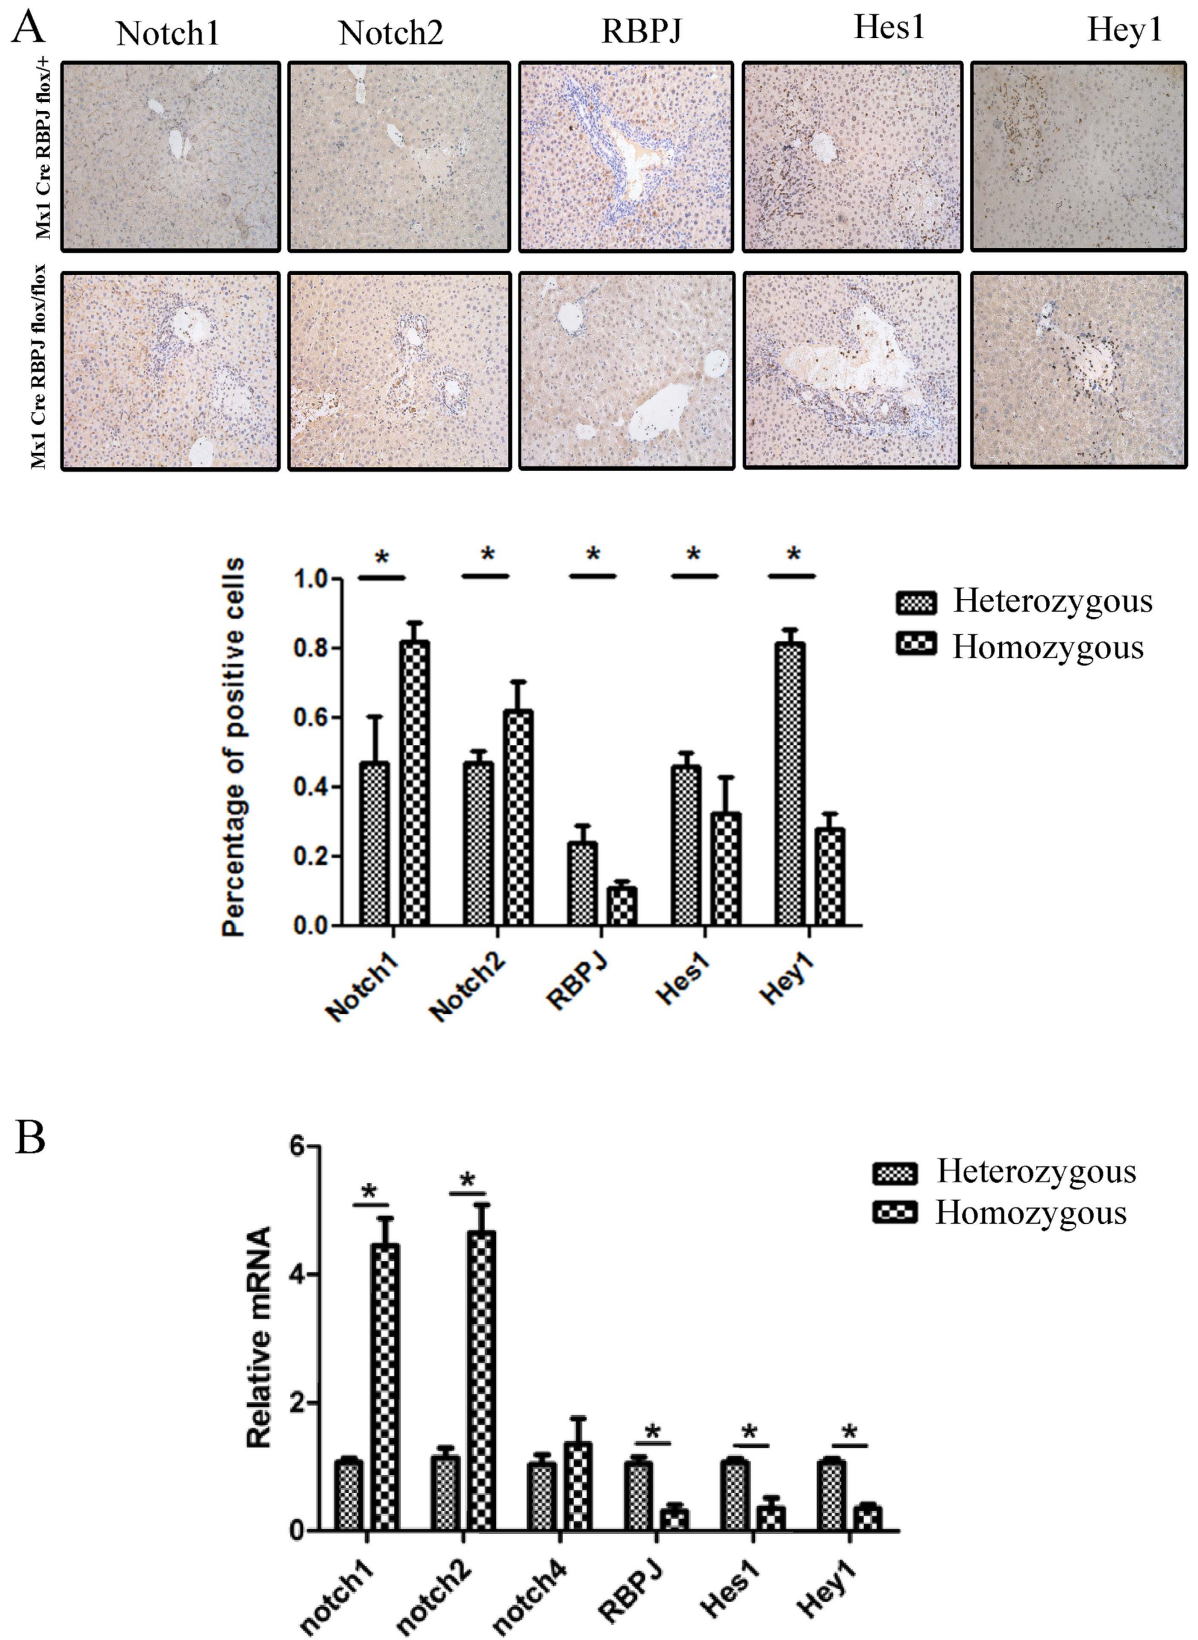 A
Notch1 Notch2 RBPJ Hes1 Hey1
Mx1 Cre RBPJ flox/+
Mx1 Cre RBPJ flox/flox
Percentage of positive cells
1.0
0.8
0.6
0.4
0.2
0.0
* * * * *
Heterozygous
Homozygous
Notch1 Notch2 RBPJ Hes1 Hey1
B
Relative mRNA
6
4
2
0
* * * * *
Heterozygous
Homozygous
notch1 notch2 notch4 RBPJ Hes1 Hey1